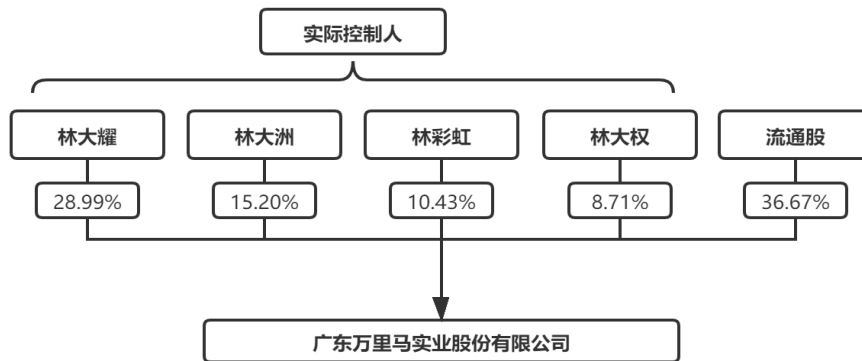 实际控制人
林大耀
林大洲
林彩虹
林大权
流通股
28.99%
15.20%
10.43%
8.71%
36.67%
广东万里马实业股份有限公司